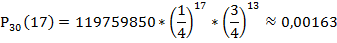 P₃₀(17) = 119759850 * (1/4)¹⁷ * (3/4)¹³ ≈ 0,00163